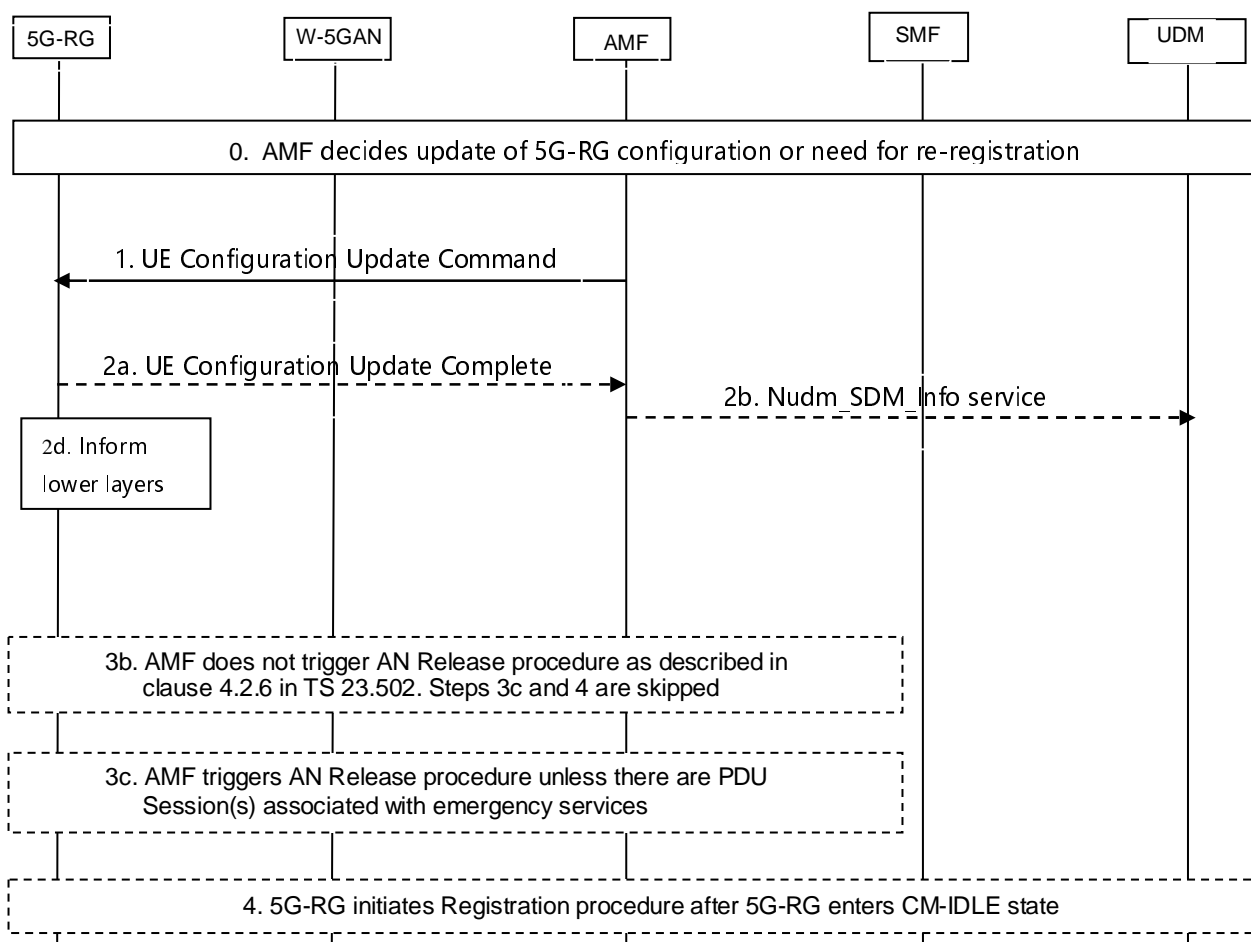 5G-RG
W-5GAN
AMF
SMF
UDM
0. AMF decides update of 5G-RG configuration or need for re-registration
1. UE Configuration Update Command
2a. UE Configuration Update Complete
2b. Nudm_SDM_Info service
2d. Inform
lower layers
3b. AMF does not trigger AN Release procedure as described in
clause 4.2.6 in TS 23.502. Steps 3c and 4 are skipped
3c. AMF triggers AN Release procedure unless there are PDU
Session(s) associated with emergency services
4. 5G-RG initiates Registration procedure after 5G-RG enters CM-IDLE state